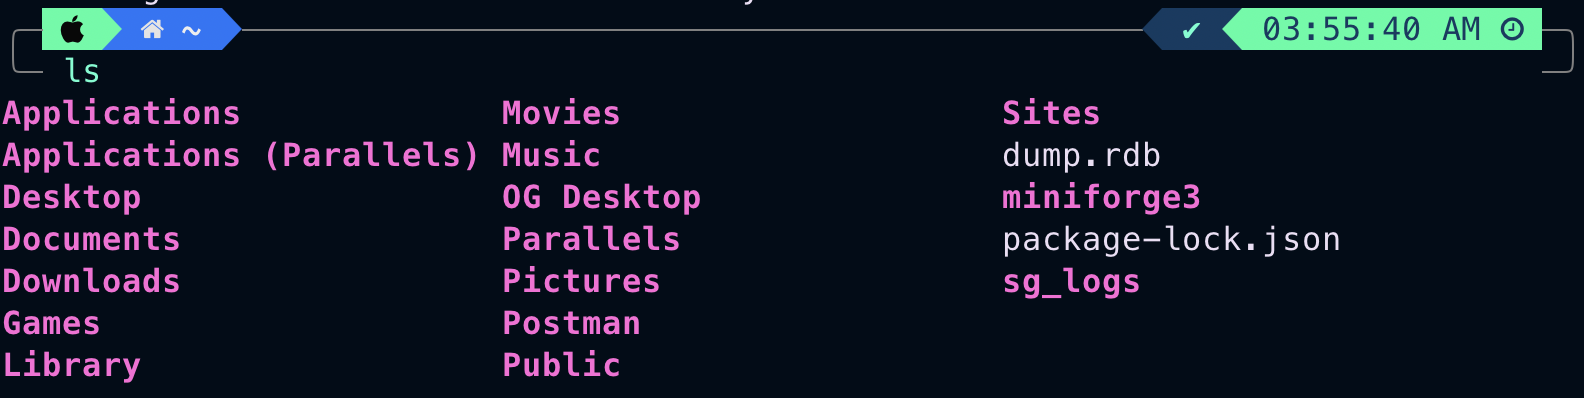 ~ ✔ 03:55:40 AM
ls
Applications Movies Sites
Applications (Parallels) Music dump.rdb
Desktop OG Desktop miniforge3
Documents Parallels package-lock.json
Downloads Pictures sg_logs
Games Postman
Library Public